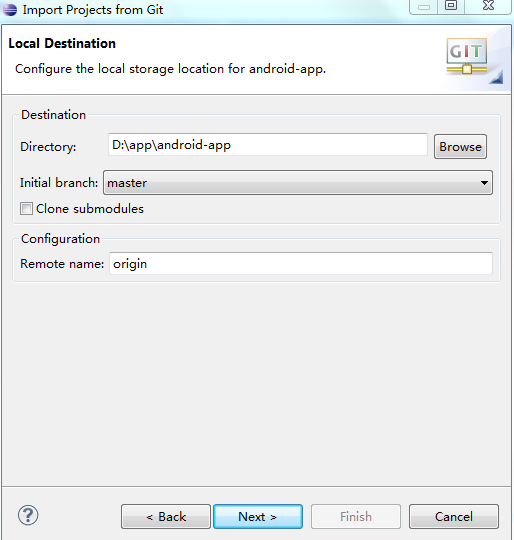 Import Projects from Git
Local Destination
Configure the local storage location for android-app.
GIT
Destination
Directory: D:\app\android-app Browse
Initial branch: master
Clone submodules
Configuration
Remote name: origin
? < Back Next > Finish Cancel